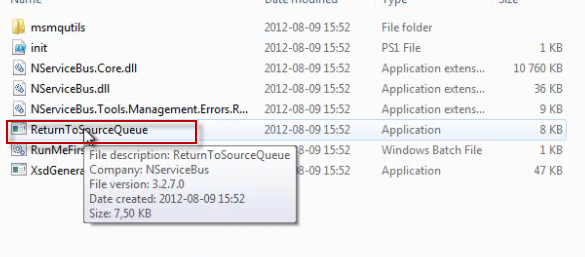 Name Date modified Type Size
msmqutils 2012-08-09 15:52 File folder
init 2012-08-09 15:52 PS1 File 1 KB
NServiceBus.Core.dll 2012-08-09 15:52 Application extens... 10 760 KB
NServiceBus.dll 2012-08-09 15:52 Application extens... 36 KB
NServiceBus.Tools.Management.Errors.R... 2012-08-09 15:52 Application extens... 9 KB
ReturnToSourceQueue 2012-08-09 15:52 Application 8 KB
RunMeFirs -08-09 15:52 Windows Batch File 1 KB
XsdGenera -08-09 15:52 Application 47 KB
File description: ReturnToSourceQueue
Company: NServiceBus
File version: 3.2.7.0
Date created: 2012-08-09 15:52
Size: 7,50 KB